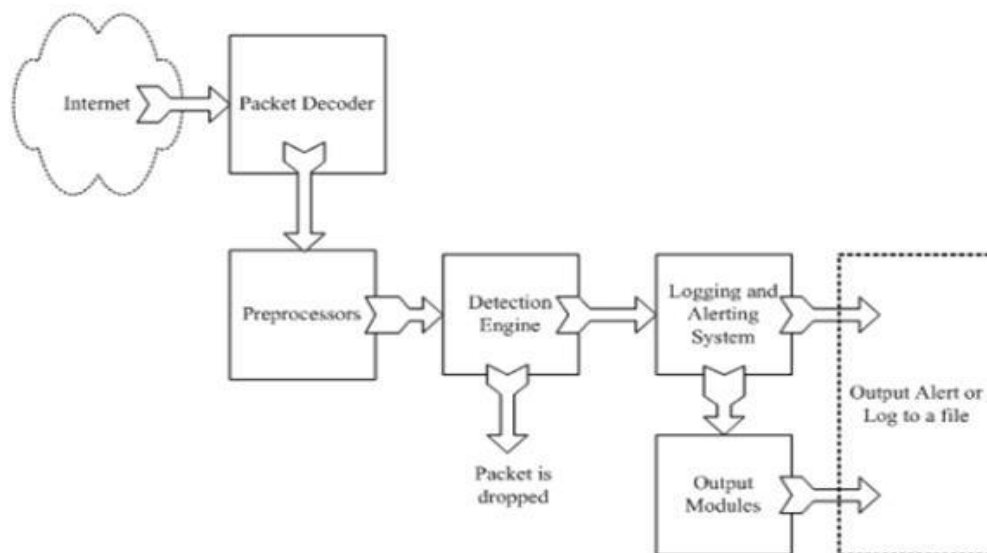 Internet
Packet Decoder
Preprocessors
Detection
Engine
Packet is
dropped
Logging and
Alerting
System
Output
Modules
Output Alert or
Log to a file